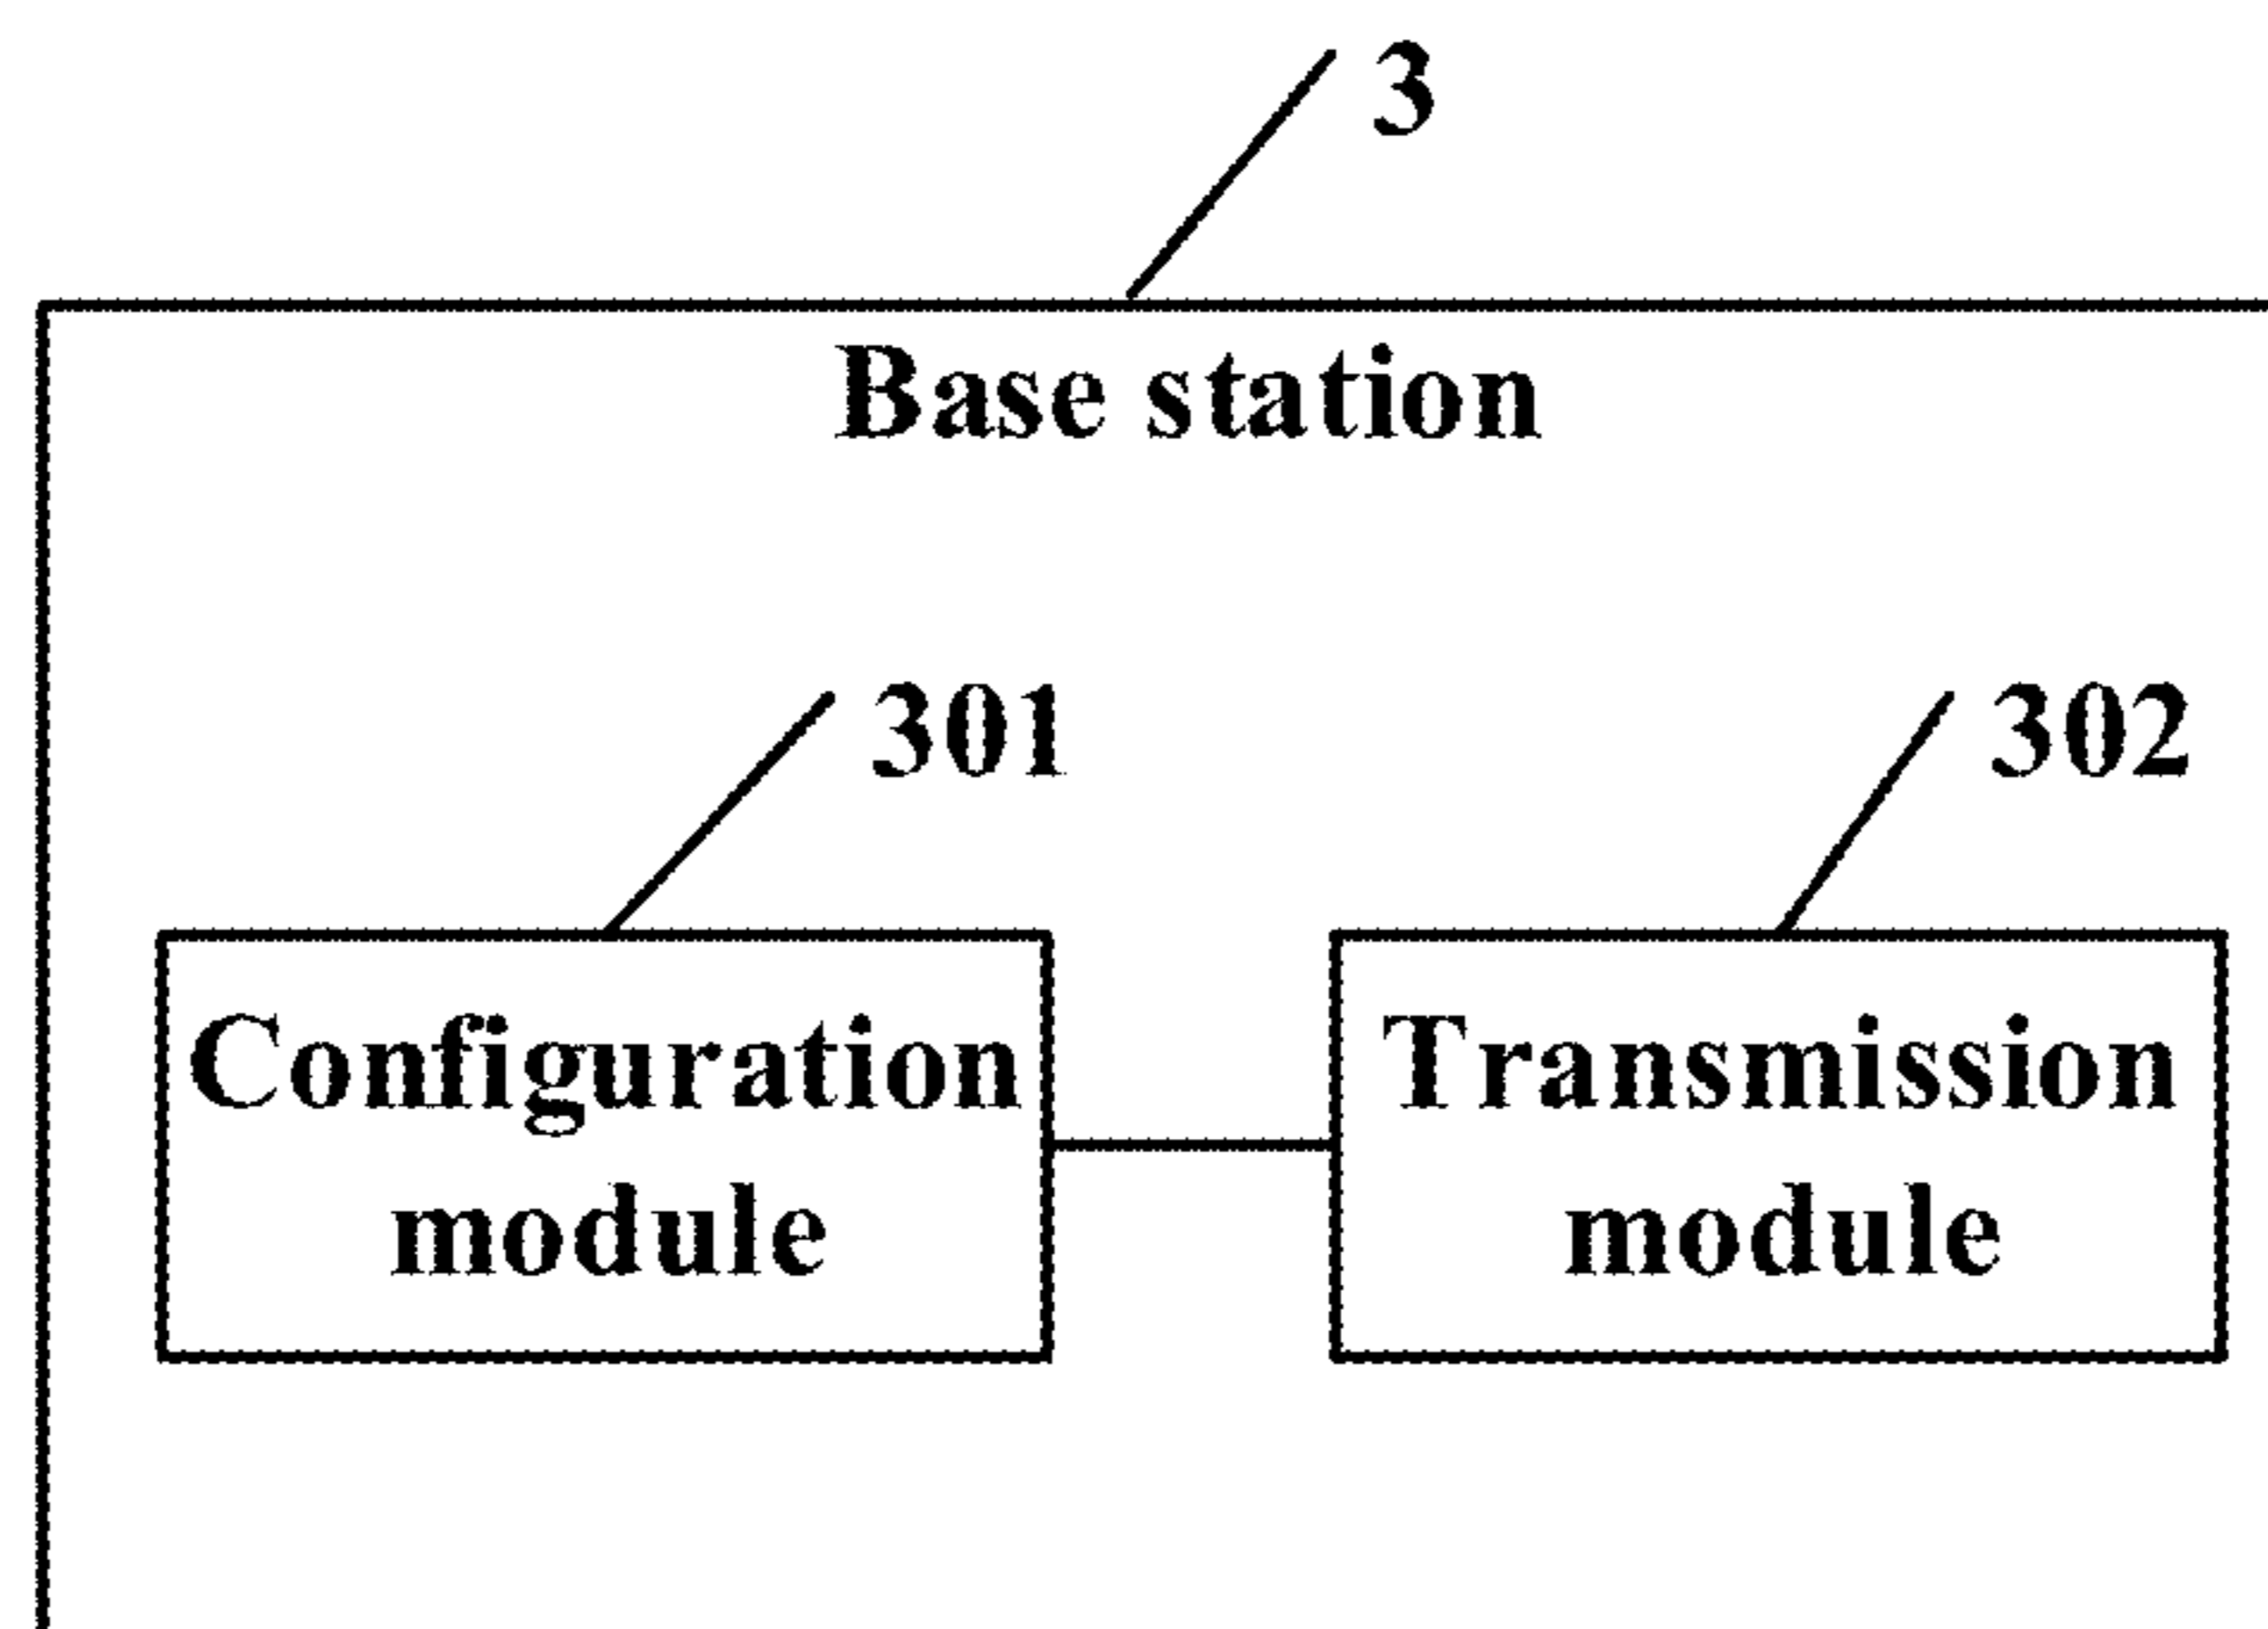 3
Base station
301
302
Configuration
module
Transmission
module